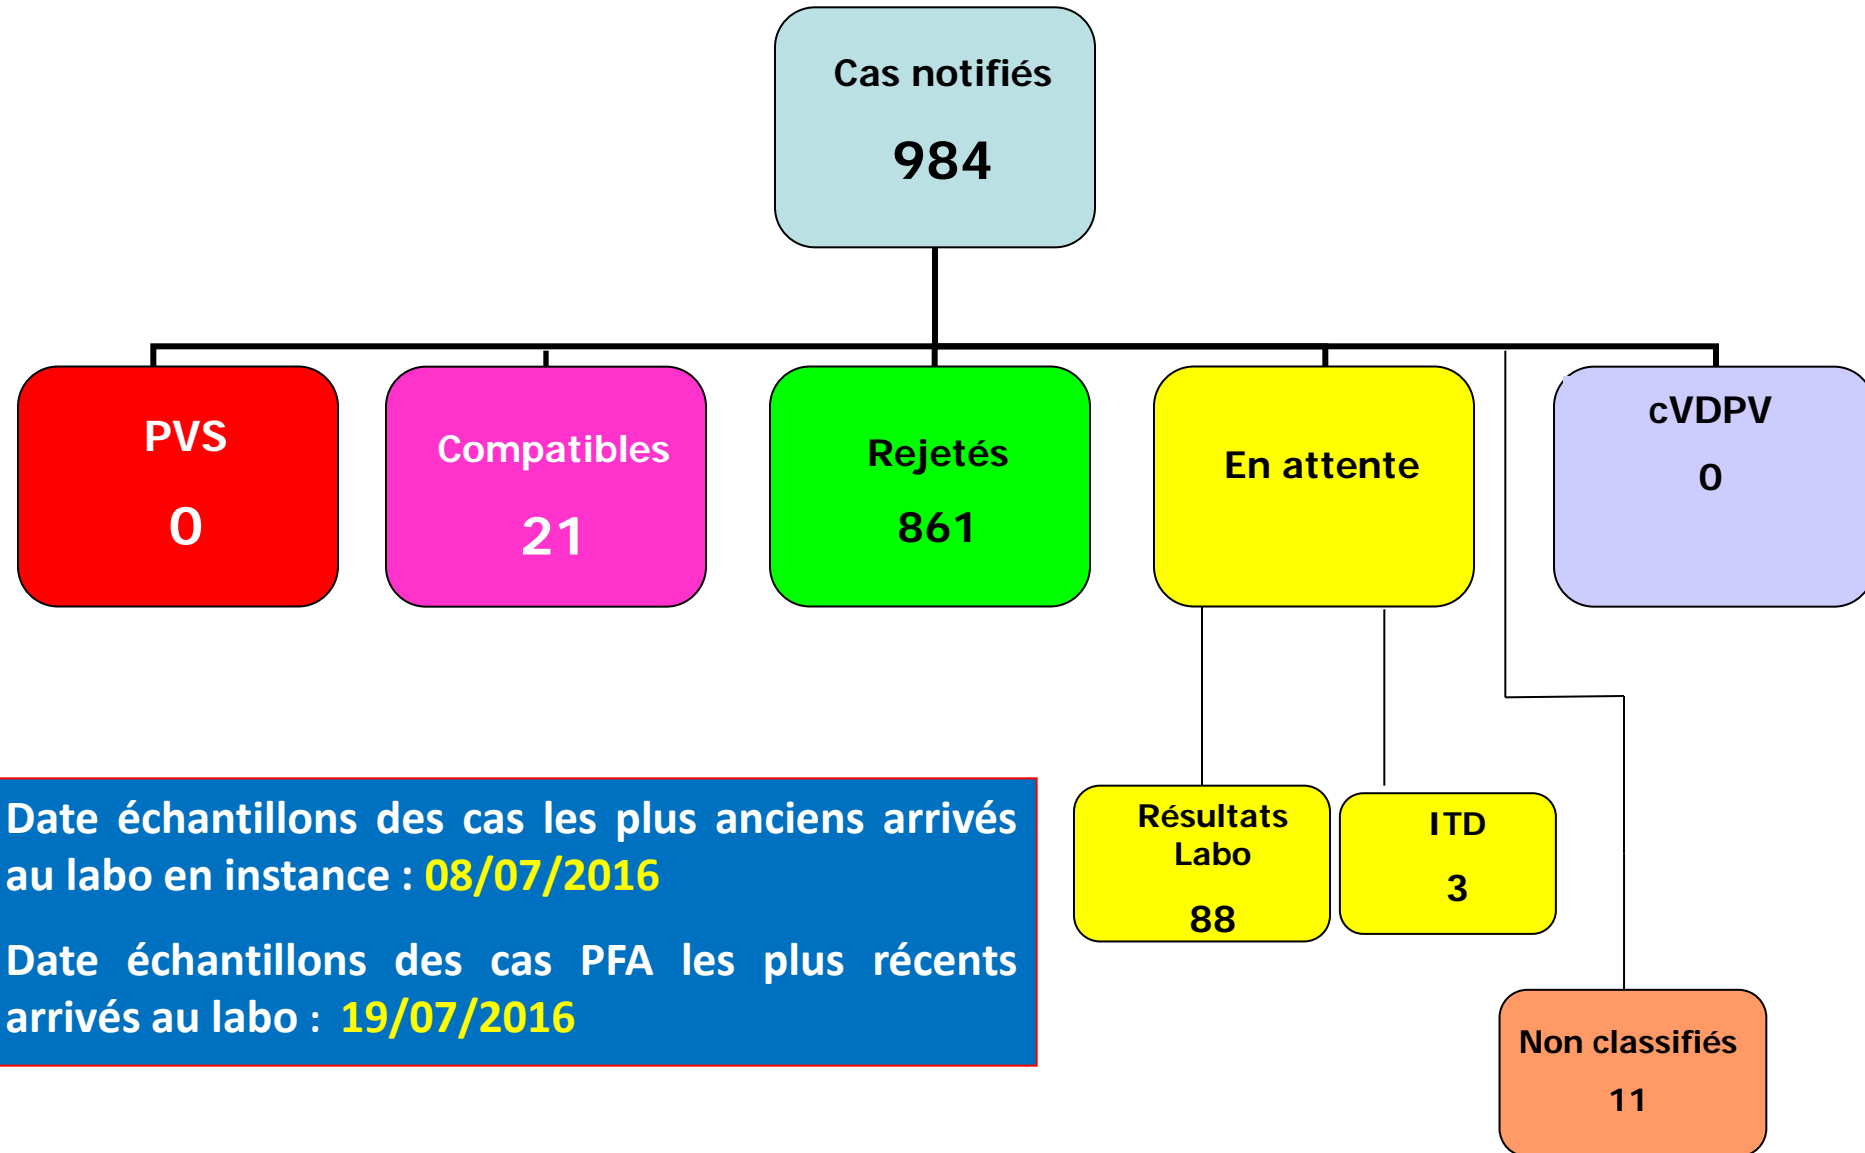 Cas notifiés
984
PVS
0
Compatibles
21
Rejetés
861
En attente
cVDPV
0
Résultats
Labo
88
ITD
3
Non classifiés
11
Date échantillons des cas les plus anciens arrivés
au labo en instance : 08/07/2016
Date échantillons des cas PFA les plus récents
arrivés au labo : 19/07/2016